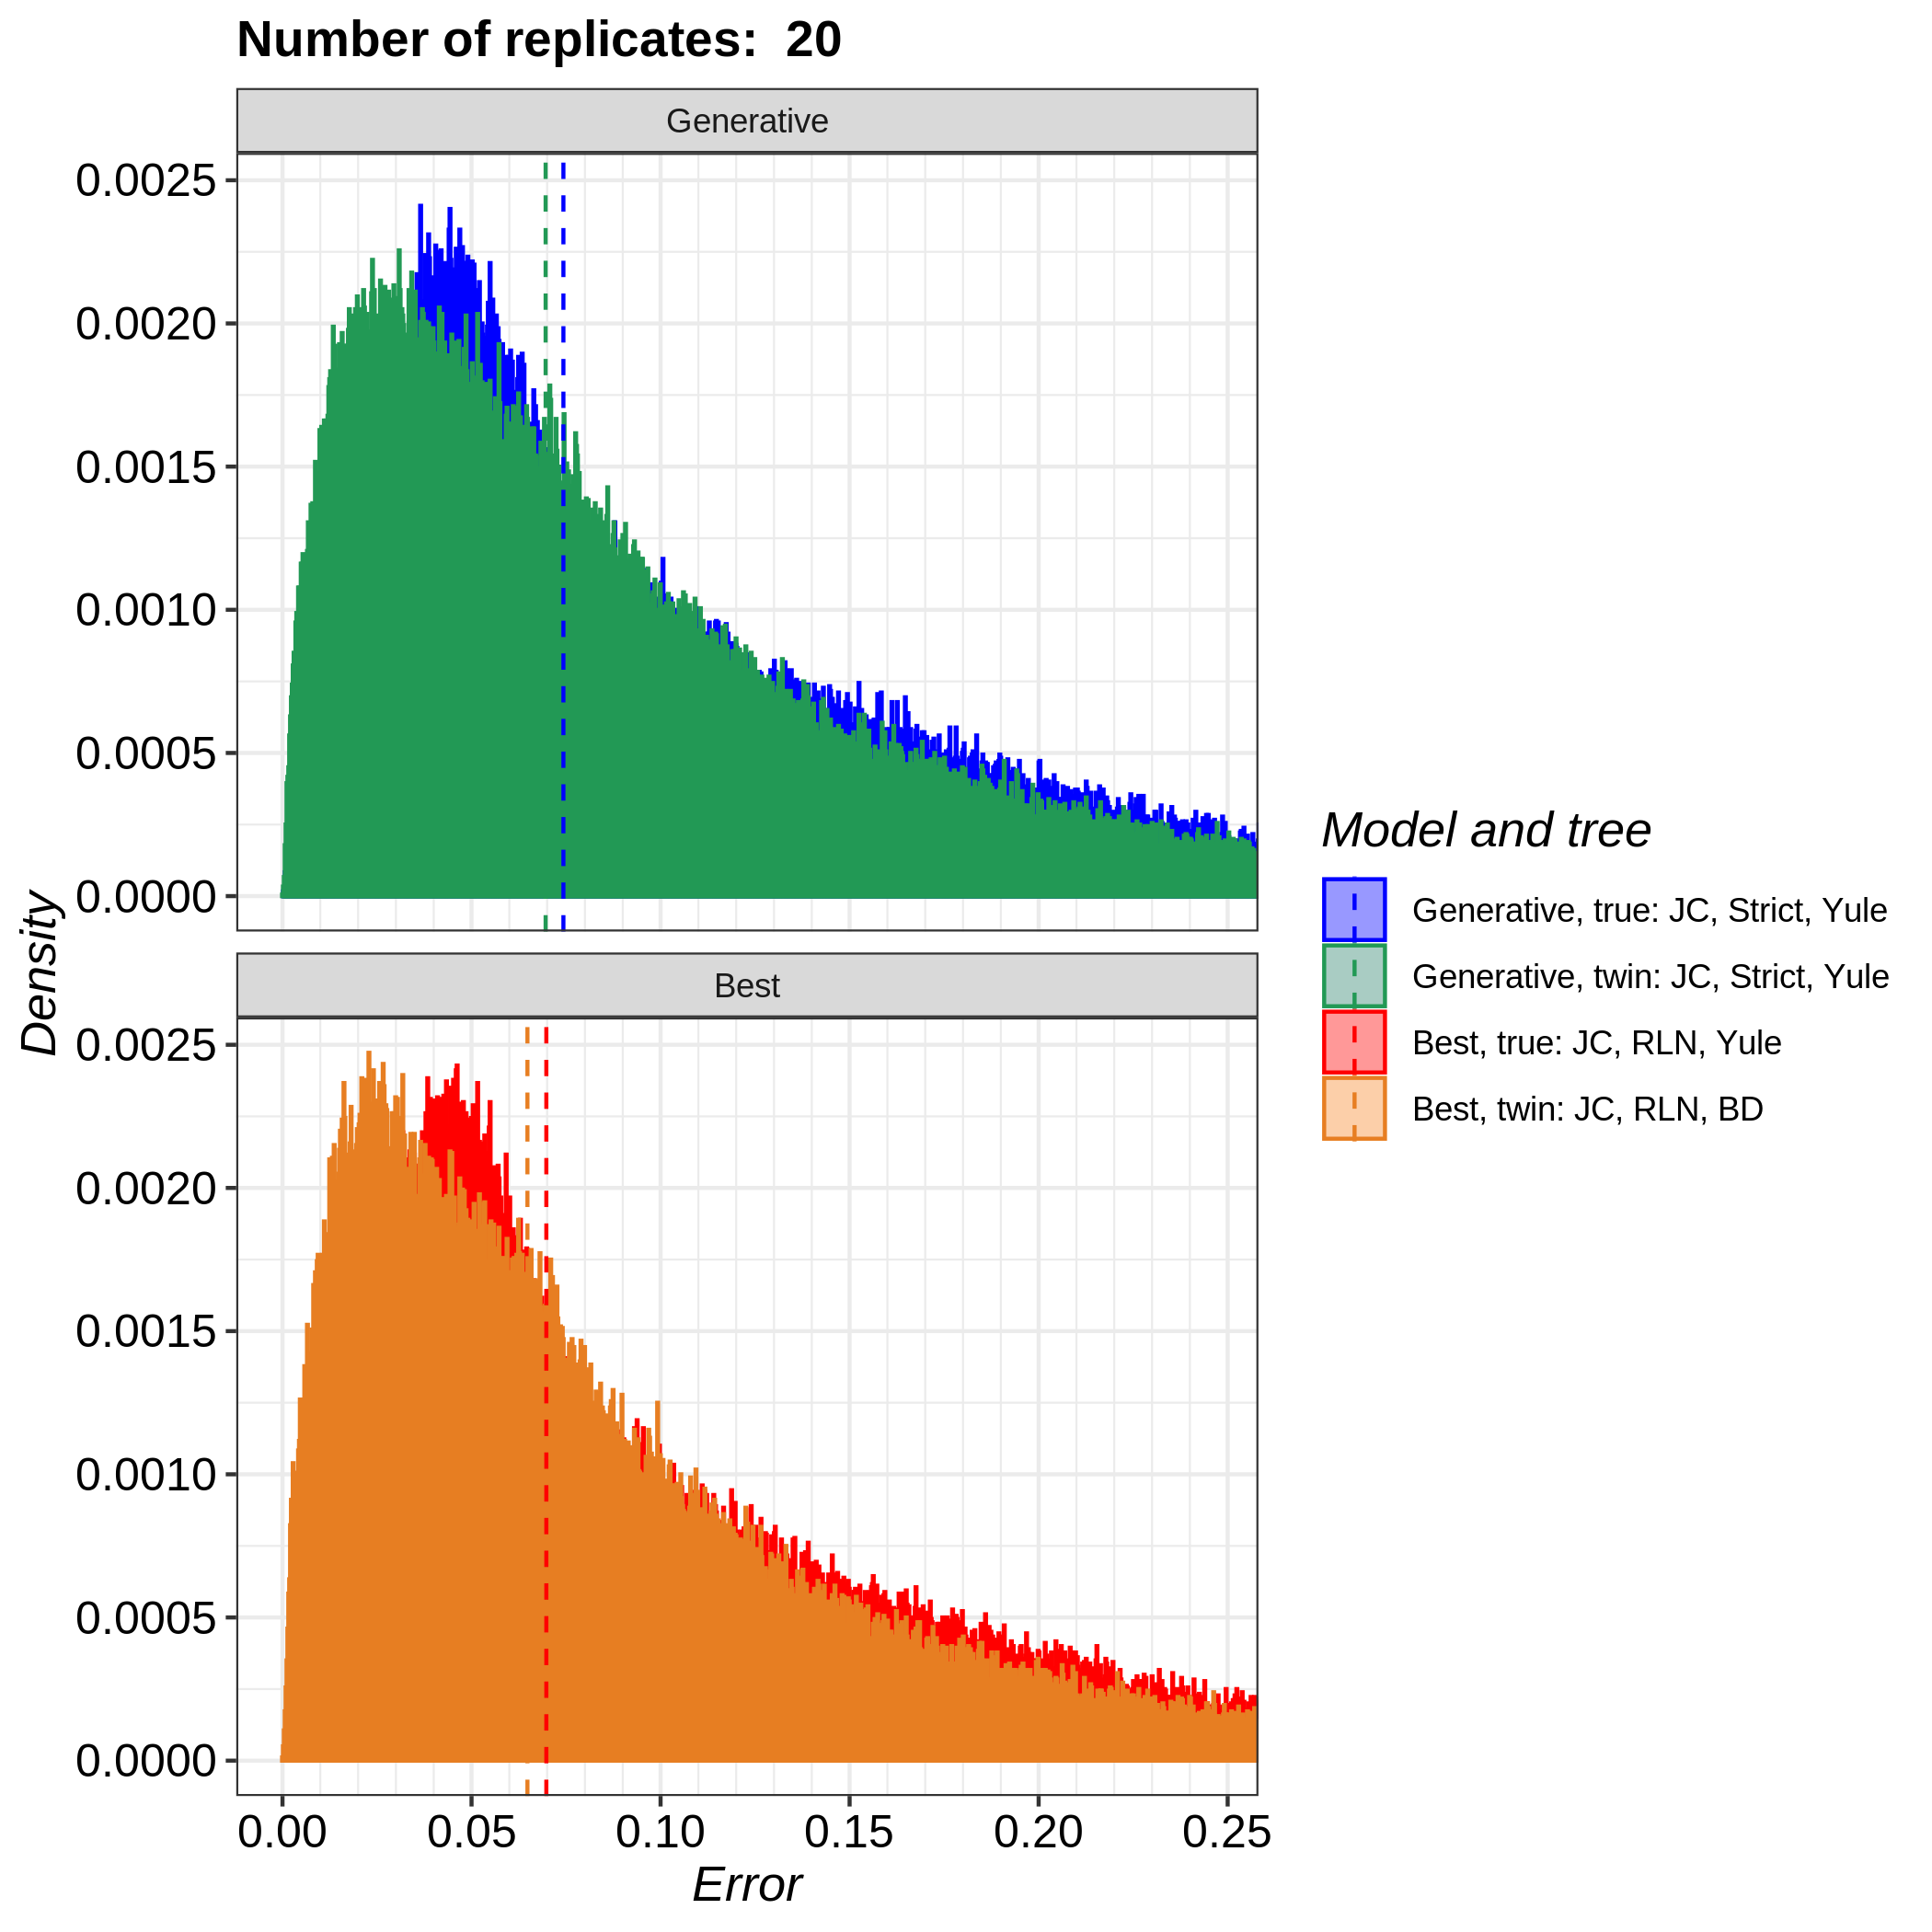 Number of replicates:  20
Generative
0.0025
0.0020
0.0015
0.0010
0.0005
0.0000
Best
0.0025
0.0020
0.0015
0.0010
0.0005
0.0000
0.00 0.05 0.10 0.15 0.20 0.25
Error
Density
Model and tree
Generative, true: JC, Strict, Yule
Generative, twin: JC, Strict, Yule
Best, true: JC, RLN, Yule
Best, twin: JC, RLN, BD